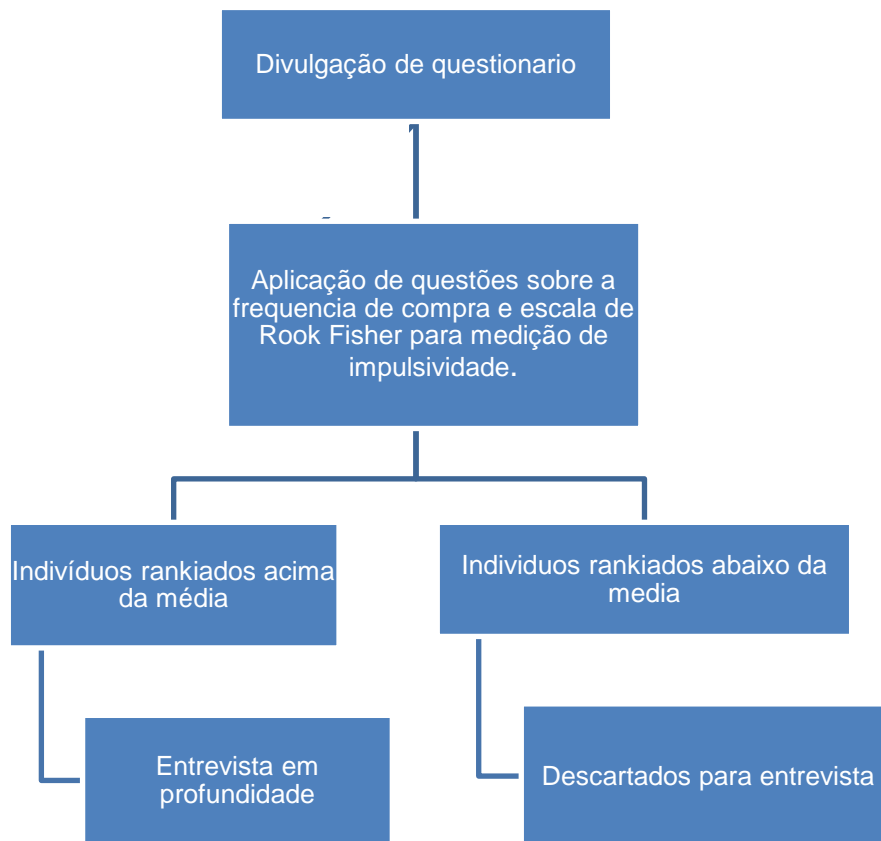 Divulgação de questionario
Aplicação de questões sobre a
frequencia de compra e escala de
Rook Fisher para medição de
impulsividade.
Indivíduos rankiados acima
da média
Individuos rankiados abaixo da
media
Entrevista em
profundidade
Descartados para entrevista